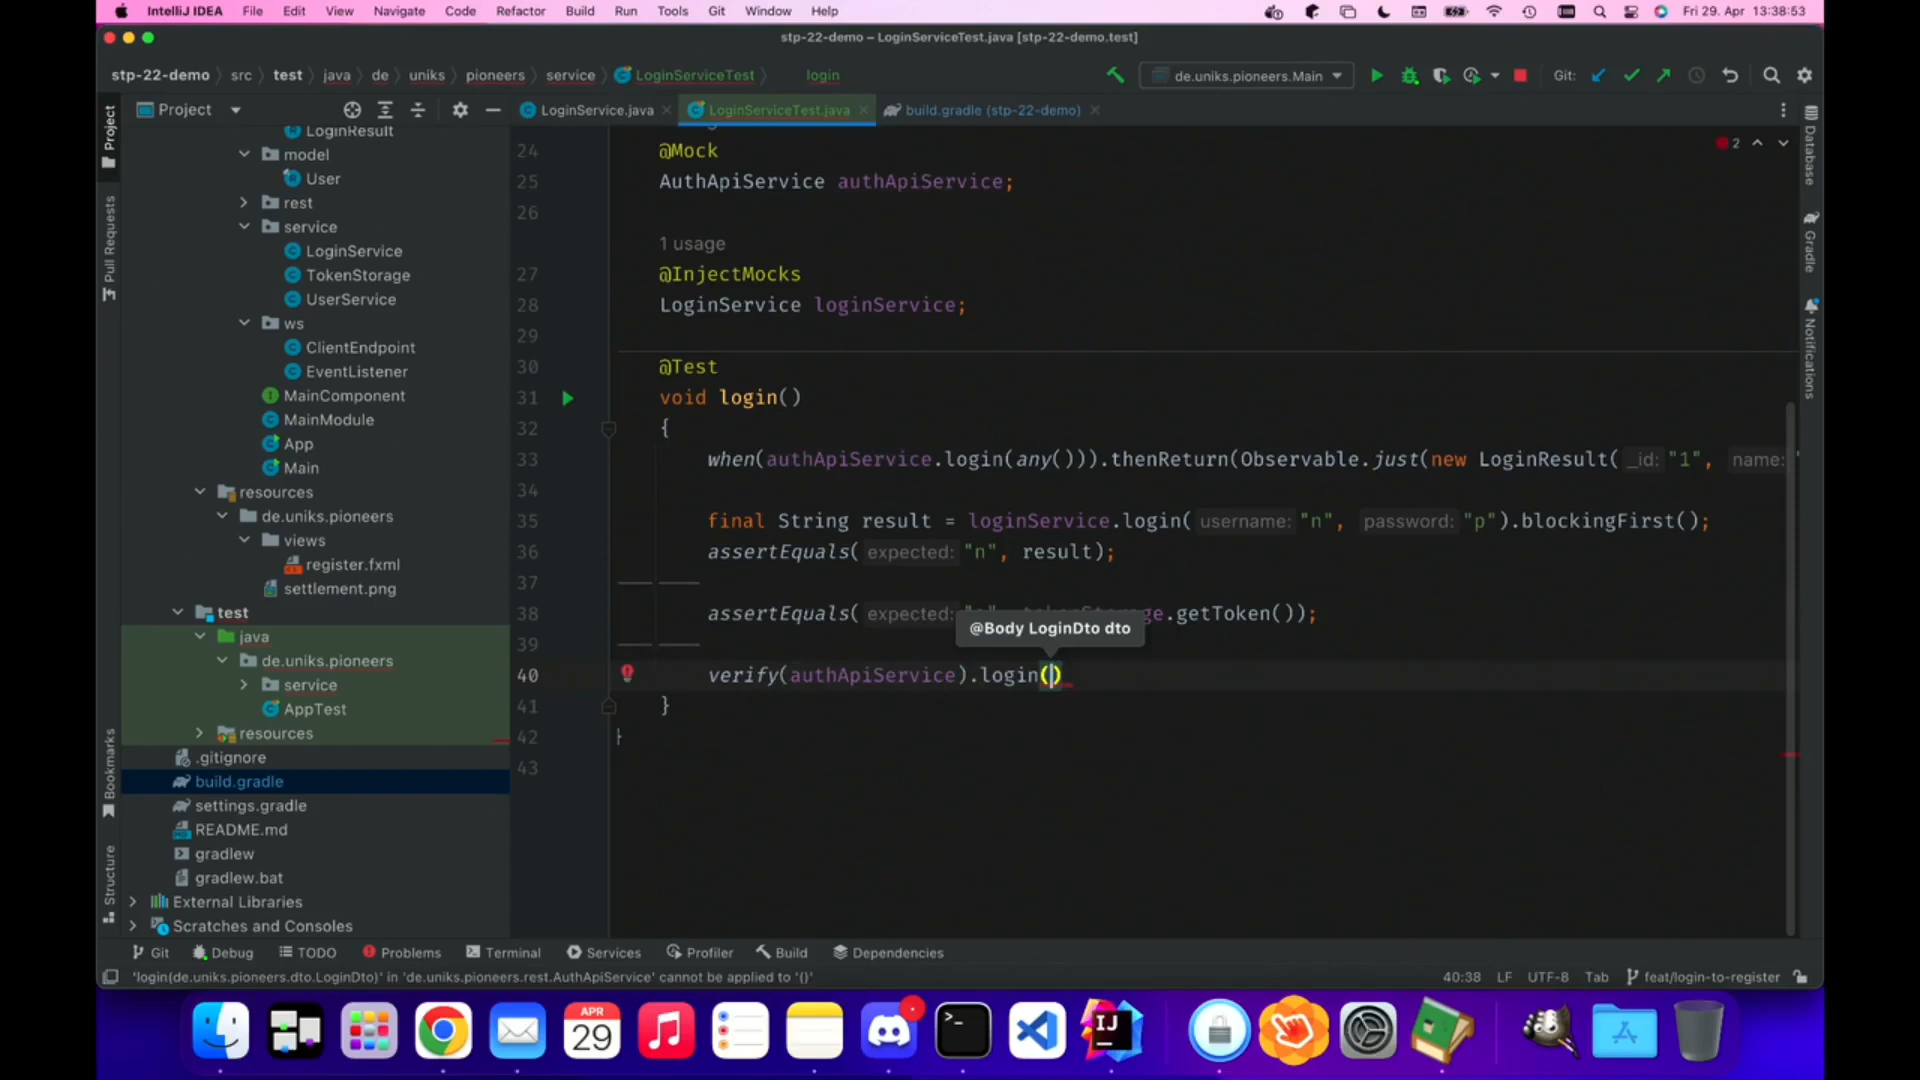 IntelliJ IDEA File Edit View Navigate Code Refactor Build Run Tools Git Window Help Fri 29. Apr 13:38:53
stp-22-demo – LoginServiceTest.java [stp-22-demo.test]
stp-22-demo src test java de uniks pioneers service LoginServiceTest login de.uniks.pioneers.Main Git:
Project LoginService.java LoginServiceTest.java build.gradle (stp-22-demo)
Project
Pull Requests
Bookmarks
Structure
LoginResult
model
User
rest
service
LoginService
TokenStorage
UserService
ws
ClientEndpoint
EventListener
MainComponent
MainModule
App
Main
resources
de.uniks.pioneers
views
register.fxml
settlement.png
test
java
de.uniks.pioneers
service
AppTest
resources
.gitignore
build.gradle
settings.gradle
README.md
gradlew
gradlew.bat
External Libraries
Scratches and Consoles
2
24 @Mock
25 AuthApiService authApiService;
26
1 usage
27 @InjectMocks
28 LoginService loginService;
29
30 @Test
31 void login()
32 {
33 when(authApiService.login(any())).thenReturn(Observable.just(new LoginResult( _id: "1", name: "
34
35 final String result = loginService.login( username: "n", password: "p").blockingFirst();
36 assertEquals( expected: "n", result);
37
38 assertEquals( expected: .getToken());
@Body LoginDto dto
39
40 verify(authApiService).login()
41 }
42 }
43
Database
Gradle
Notifications
Git Debug TODO Problems Terminal Services Profiler Build Dependencies
'login(de.uniks.pioneers.dto.LoginDto)' in 'de.uniks.pioneers.rest.AuthApiService' cannot be applied to '()' 40:38 LF UTF-8 Tab feat/login-to-register
APR
29
>_
IJ